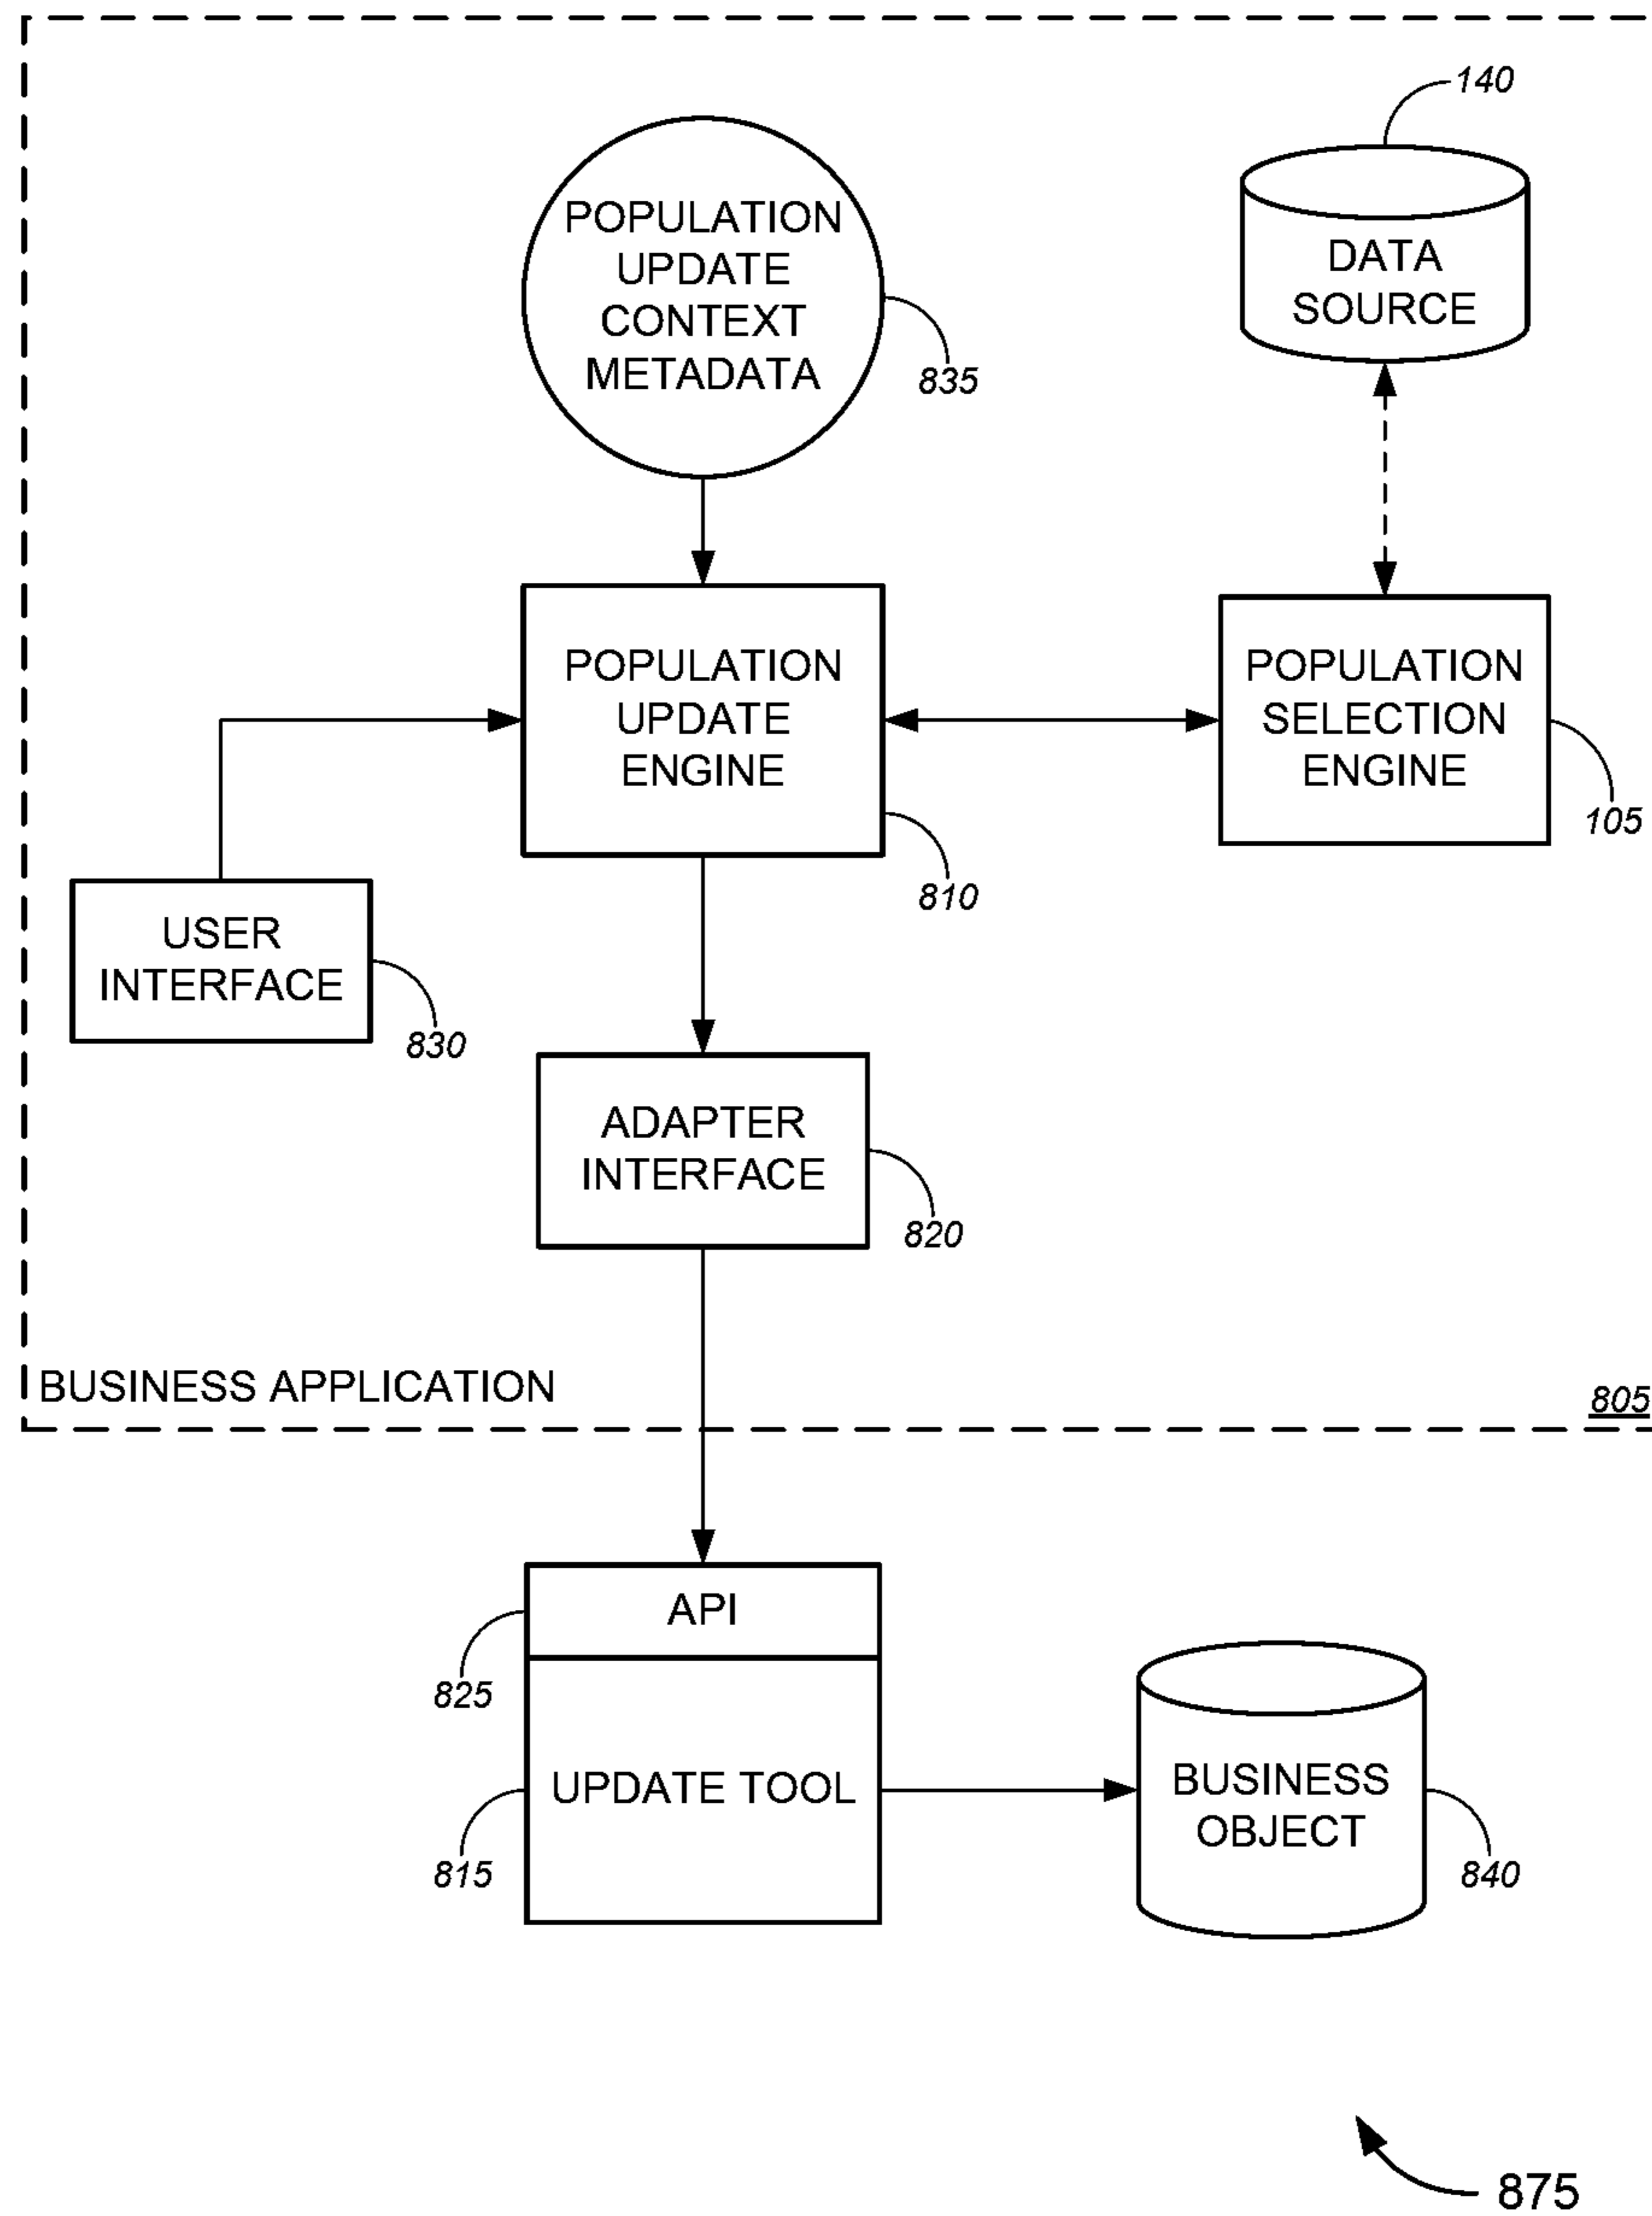 140
POPULATION
UPDATE
CONTEXT
METADATA
835
DATA
SOURCE
POPULATION
UPDATE
ENGINE
810
POPULATION
SELECTION
ENGINE
105
USER
INTERFACE
830
ADAPTER
INTERFACE
820
BUSINESS APPLICATION
805
API
825
UPDATE TOOL
815
BUSINESS
OBJECT
840
875